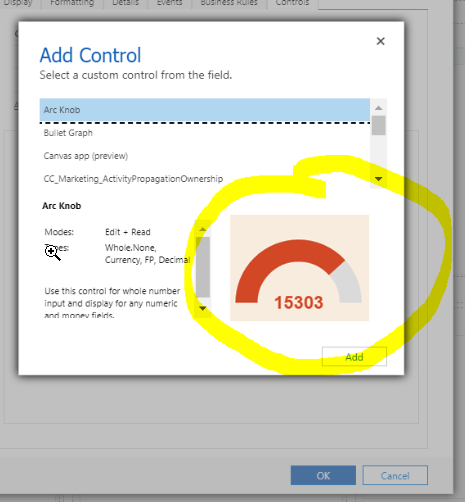 Display Formatting Details Events Business Rules Controls
Add Control
Select a custom control from the field.
Arc Knob
Bullet Graph
Canvas app (preview)
CC_Marketing_ActivityPropagationOwnership
Arc Knob
Modes: Edit + Read
Types: Whole.None,
Currency, FP, Decimal
Use this control for whole number
input and display for any numeric
and money fields.
15303
Add
OK Cancel